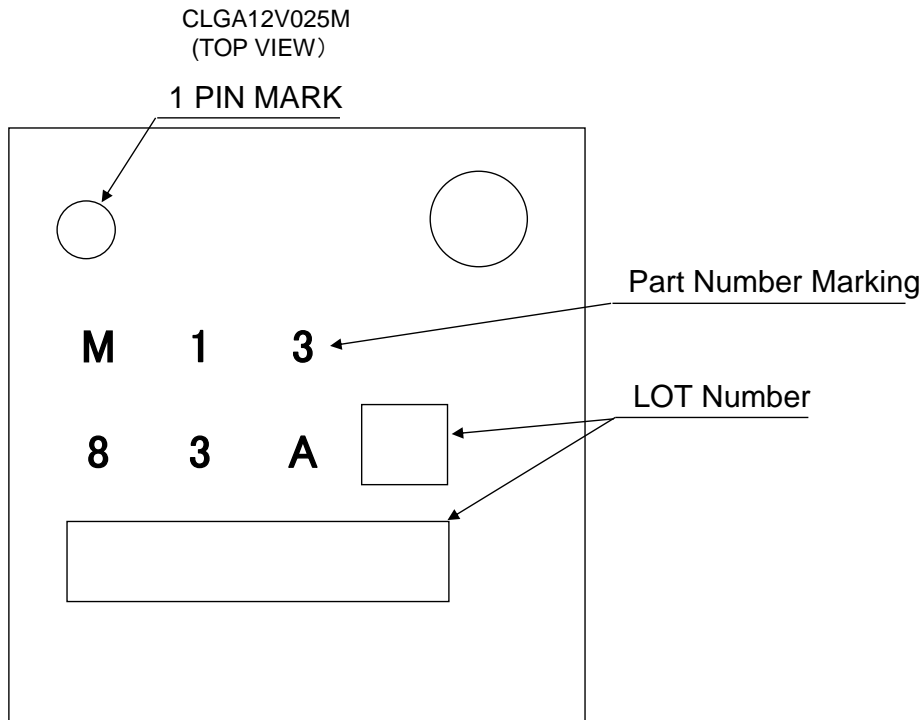 CLGA12V025M
(TOP VIEW）
1 PIN MARK
Part Number Marking
M 1 3
LOT Number
8 3 A